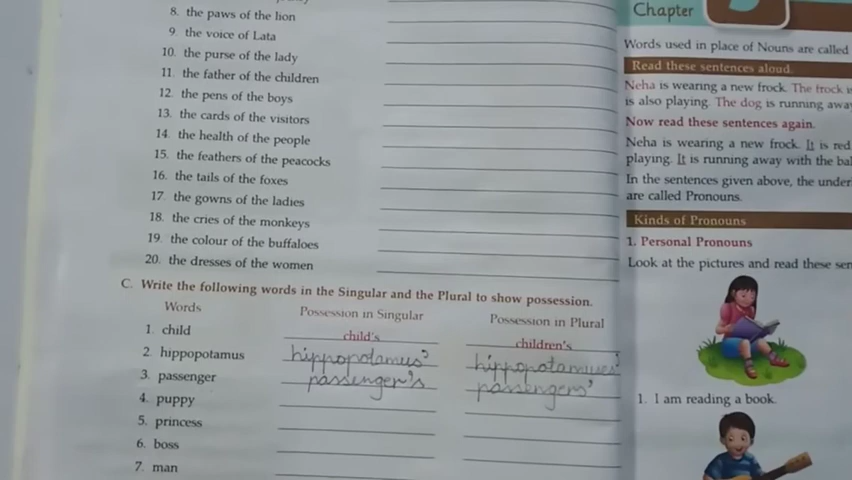 8. the paws of the lion
9. the voice of Lata
10. the purse of the lady
11. the father of the children
12. the pens of the boys
13. the cards of the visitors
14. the health of the people
15. the feathers of the peacocks
16. the tails of the foxes
17. the gowns of the ladies
18. the cries of the monkeys
19. the colour of the buffaloes
20. the dresses of the women
C. Write the following words in the Singular and the Plural to show possession.
Words Possession in Singular Possession in Plural
1. child child's children's
2. hippopotamus hippopotamus' hippopotamuses'
3. passenger passenger's passengers'
4. puppy
5. princess
6. boss
7. man
Chapter
Words used in place of Nouns are called
Read these sentences aloud.
Neha is wearing a new frock. The frock
is also playing. The dog is running
Now read these sentences again.
Neha is wearing a new frock. It is red
playing. It is running away with the
In the sentences given above, the
are called Pronouns.
Kinds of Pronouns
1. Personal Pronouns
Look at the pictures and read these
1. I am reading a book.